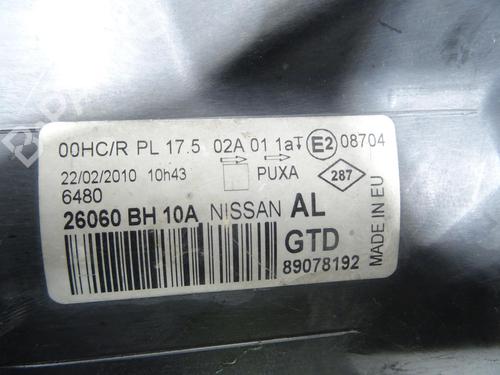 00HC/R PL 17.5 02A 01 1a E2 08704
22/02/2010 10h43 PUXA 287
6480
26060 BH 10A NISSAN AL
GTD
89078192
MADE IN EU